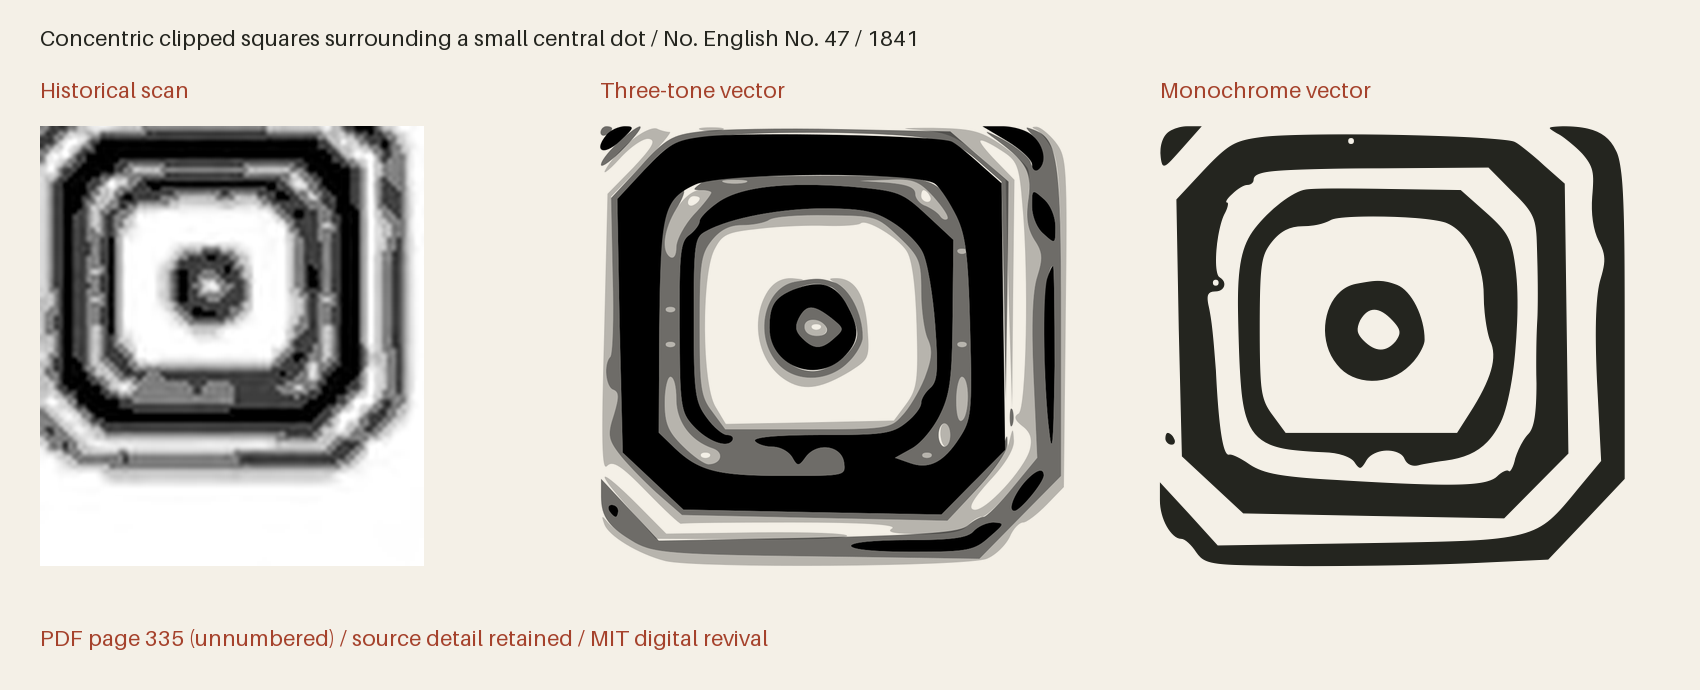 Concentric clipped squares surrounding a small central dot / No. English No. 47 / 1841
Historical scan
Three-tone vector
Monochrome vector
PDF page 335 (unnumbered) / source detail retained / MIT digital revival